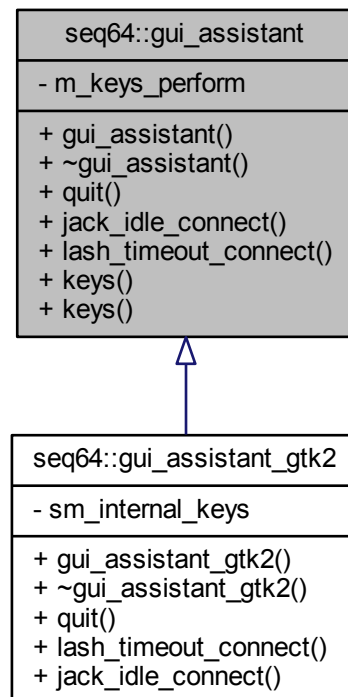 seq64::gui_assistant
- m_keys_perform
+ gui_assistant()
+ ~gui_assistant()
+ quit()
+ jack_idle_connect()
+ lash_timeout_connect()
+ keys()
+ keys()
seq64::gui_assistant_gtk2
- sm_internal_keys
+ gui_assistant_gtk2()
+ ~gui_assistant_gtk2()
+ quit()
+ lash_timeout_connect()
+ jack_idle_connect()